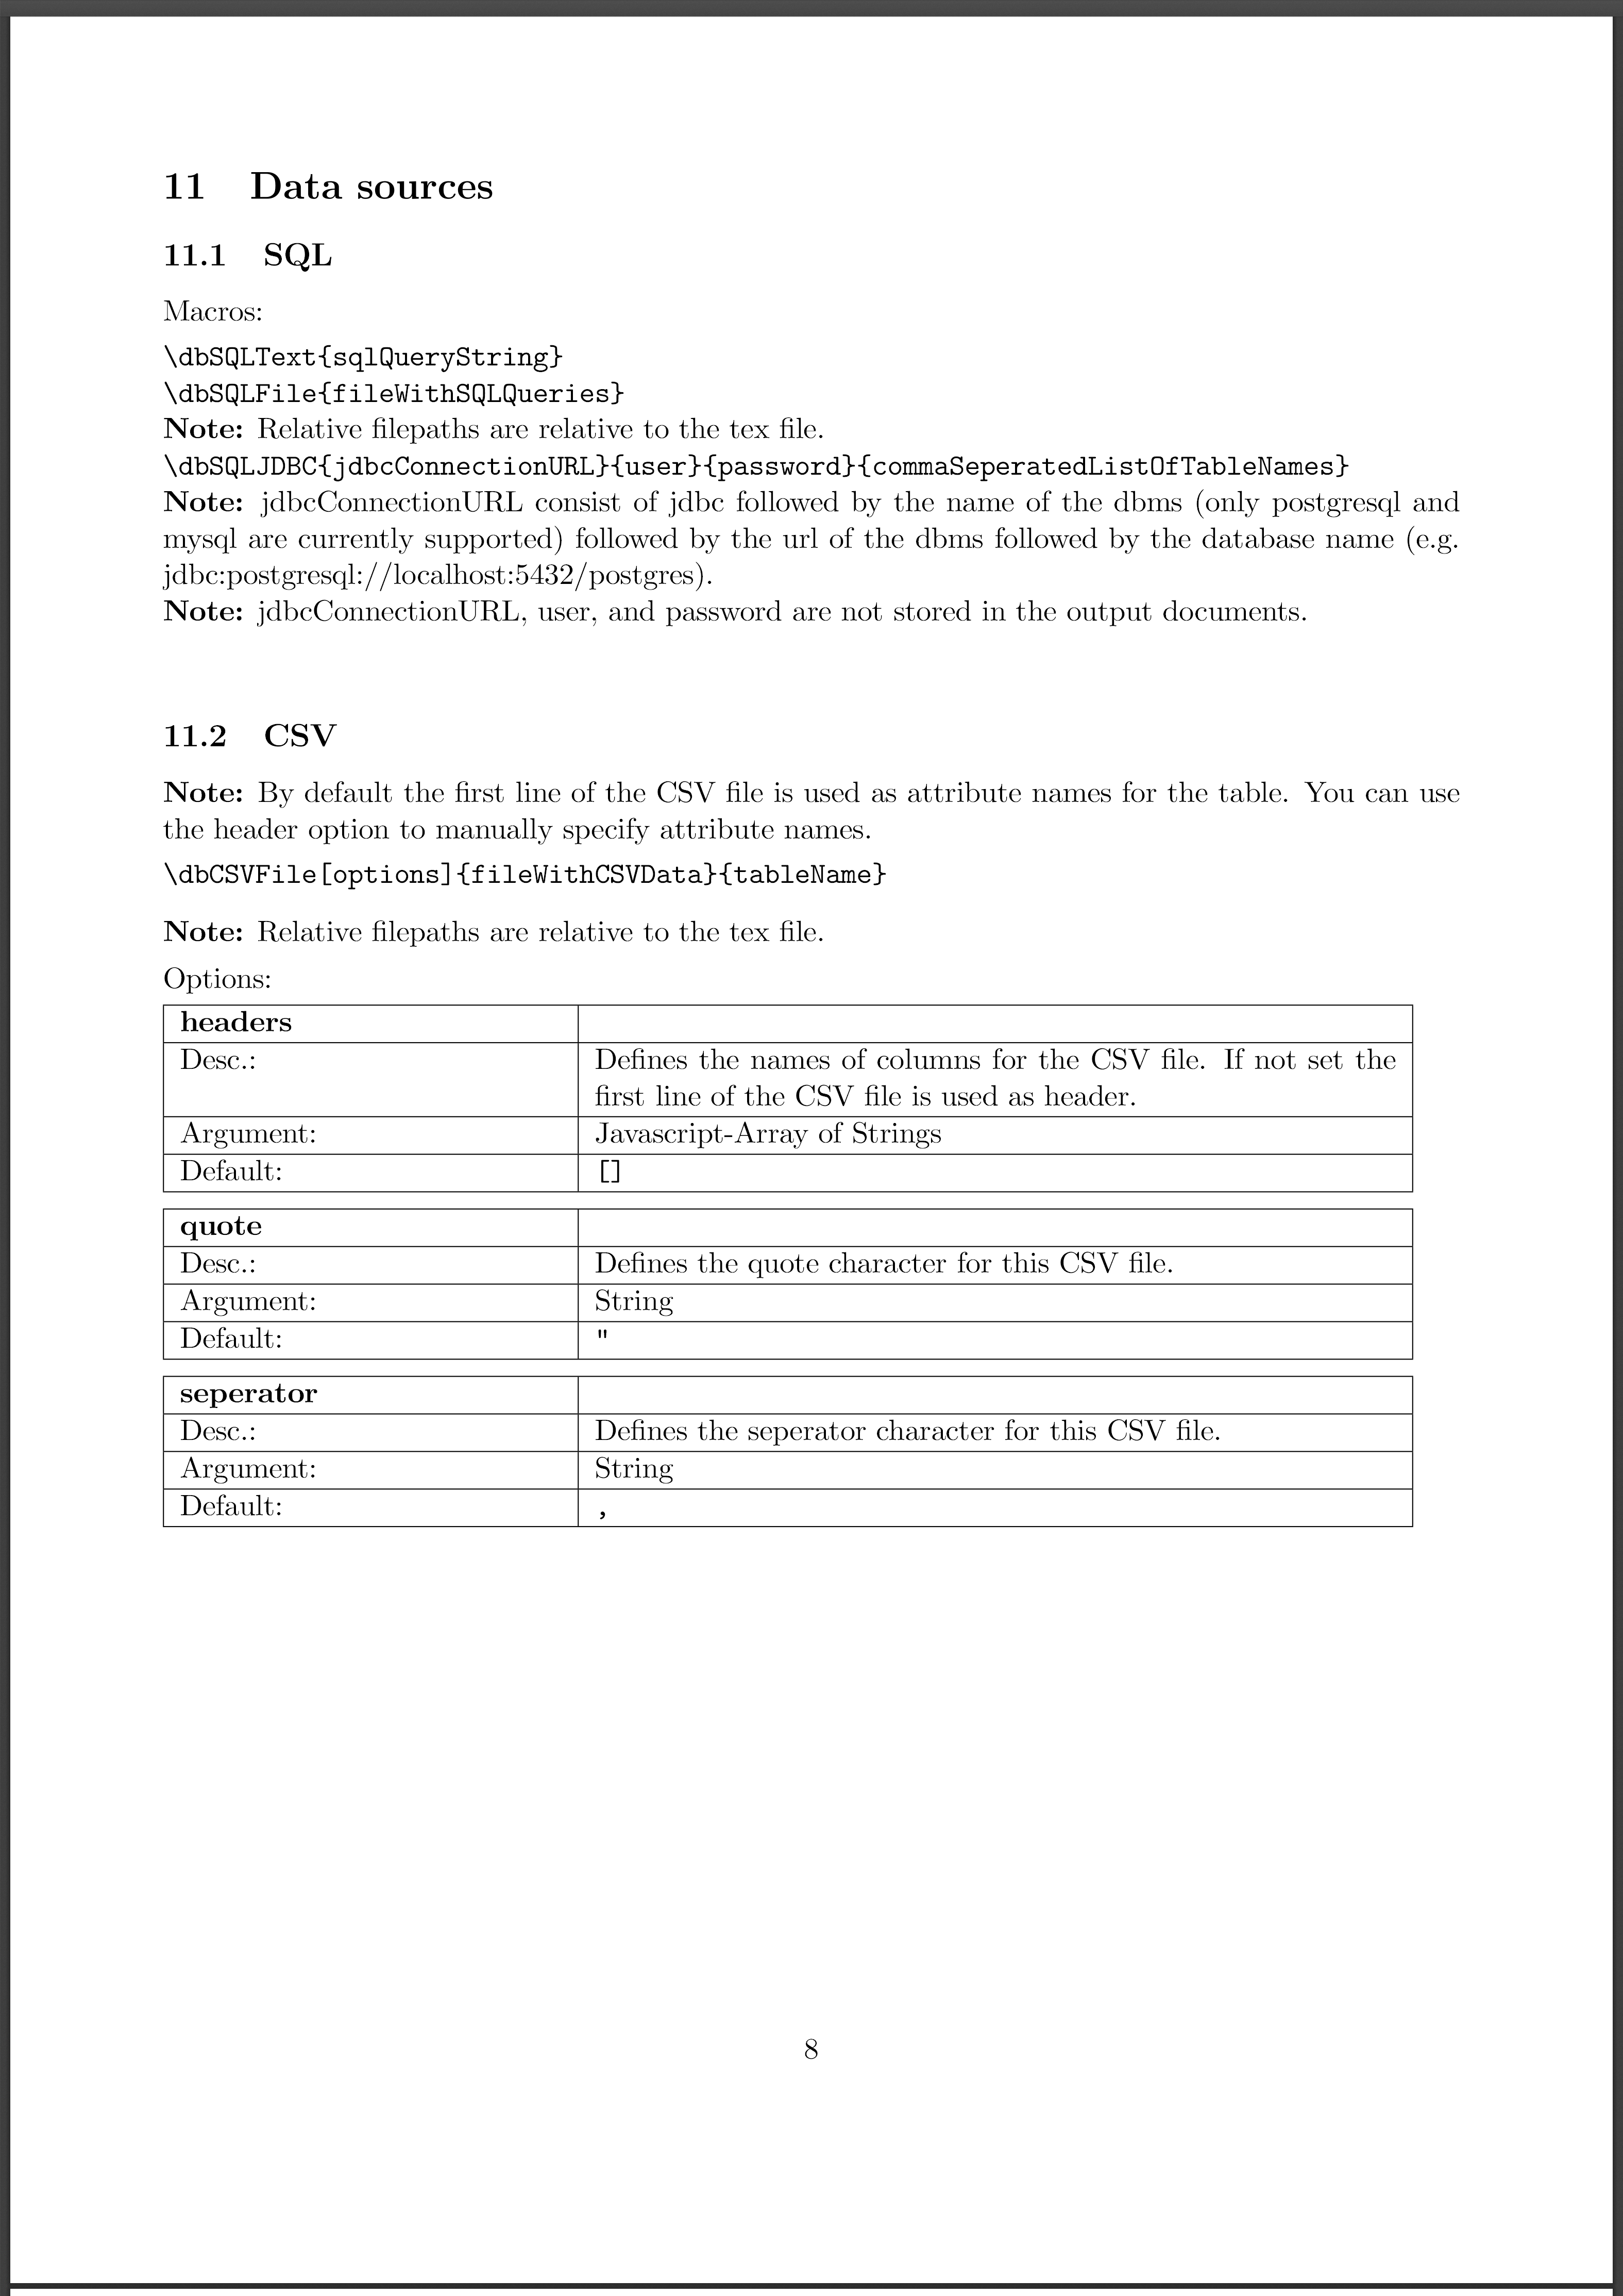 11 Data sources
11.1 SQL
Macros:
\dbSQLText{sqlQueryString}
\dbSQLFile{fileWithSQLQueries}
Note: Relative filepaths are relative to the tex file.
\dbSQLJDBC{jdbcConnectionURL}{user}{password}{commaSeperatedListOfTableNames}
Note: jdbcConnectionURL consist of jdbc followed by the name of the dbms (only postgresql and
mysql are currently supported) followed by the url of the dbms followed by the database name (e.g.
jdbc:postgresql://localhost:5432/postgres).
Note: jdbcConnectionURL, user, and password are not stored in the output documents.
11.2 CSV
Note: By default the first line of the CSV file is used as attribute names for the table. You can use
the header option to manually specify attribute names.
\dbCSVFile[options]{fileWithCSVData}{tableName}
Note: Relative filepaths are relative to the tex file.
Options:
headers
Desc.: Defines the names of columns for the CSV file. If not set the
first line of the CSV file is used as header.
Argument: Javascript-Array of Strings
Default: []
quote
Desc.: Defines the quote character for this CSV file.
Argument: String
Default: "
seperator
Desc.: Defines the seperator character for this CSV file.
Argument: String
Default: ,
8